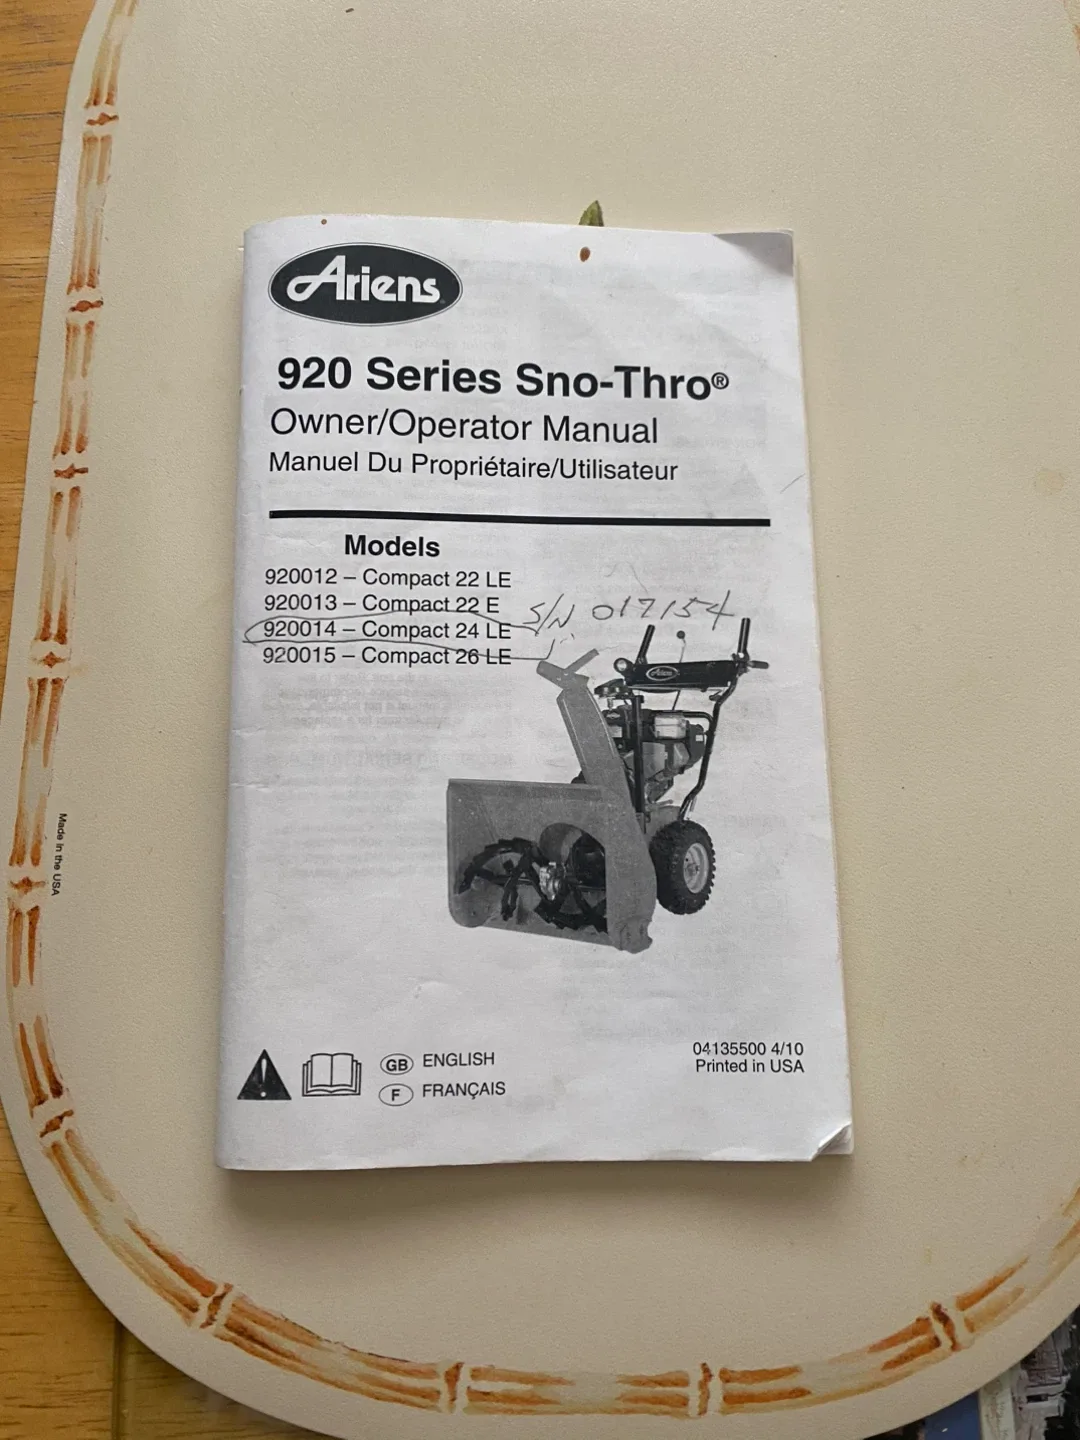 Ariens
920 Series Sno-Thro®
Owner/Operator Manual
Manuel Du Propriétaire/Utilisateur
Models
920012 – Compact 22 LE
920013 – Compact 22 E
S/N 017154
920014 – Compact 24 LE
920015 – Compact 26 LE
Ariens
GB ENGLISH
F FRANÇAIS
04135500 4/10
Printed in USA
Made in the USA